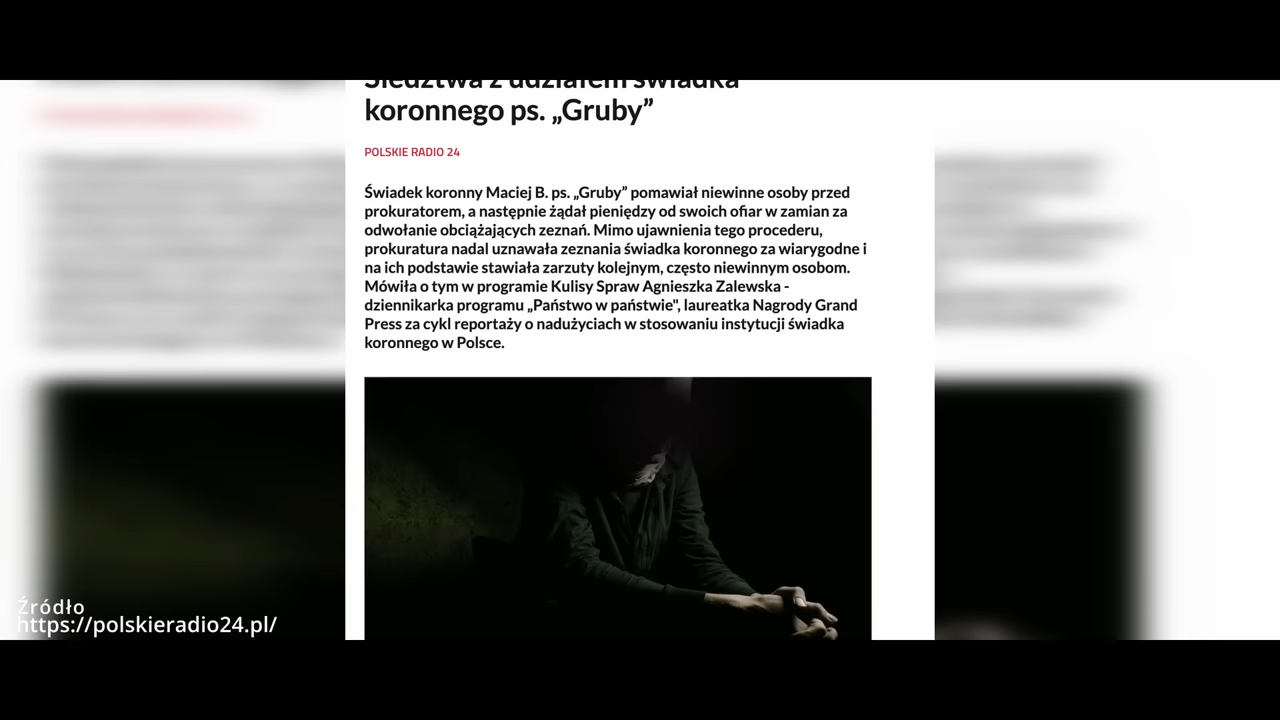 Śledztwa z udziałem świadka
koronnego ps. „Gruby”
POLSKIE RADIO 24
Świadek koronny Maciej B. ps. „Gruby” pomawiał niewinne osoby przed
prokuratorem, a następnie żądał pieniędzy od swoich ofiar w zamian za
odwołanie obciążających zeznań. Mimo ujawnienia tego procederu,
prokuratura nadal uznawała zeznania świadka koronnego za wiarygodne i
na ich podstawie stawiała zarzuty kolejnym, często niewinnym osobom.
Mówiła o tym w programie Kulisy Spraw Agnieszka Zalewska -
dziennikarka programu „Państwo w państwie", laureatka Nagrody Grand
Press za cykl reportaży o nadużyciach w stosowaniu instytucji świadka
koronnego w Polsce.
Źródło
https://polskieradio24.pl/